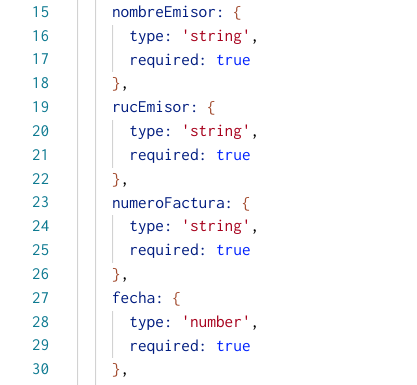 15 nombreEmisor: {
16 type: 'string',
17 required: true
18 },
19 rucEmisor: {
20 type: 'string',
21 required: true
22 },
23 numeroFactura: {
24 type: 'string',
25 required: true
26 },
27 fecha: {
28 type: 'number',
29 required: true
30 },